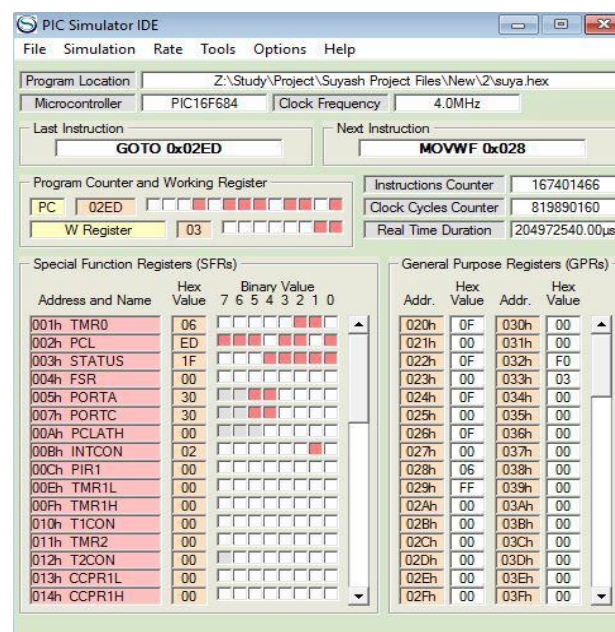 PIC Simulator IDE
File Simulation Rate Tools Options Help
Program Location Z:\Study\Project\Suyash Project Files\New\2\suya.hex
Microcontroller PIC16F684 Clock Frequency 4.0MHz
Last Instruction Next Instruction
GOTO 0x02ED MOVWF 0x028
Program Counter and Working Register Instructions Counter 167401466
PC 02ED Clock Cycles Counter 819890160
W Register 03 Real Time Duration 204972540.00µs
Special Function Registers (SFRs) General Purpose Registers (GPRs)
Hex Binary Value Hex Hex
Address and Name Value 7 6 5 4 3 2 1 0 Addr. Value Addr. Value
001h TMR0 06 020h 0F 030h 00
002h PCL ED 021h 00 031h 00
003h STATUS 1F 022h 0F 032h F0
004h FSR 00 023h 00 033h 03
005h PORTA 30 024h 0F 034h 00
007h PORTC 30 025h 00 035h 00
00Ah PCLATH 00 026h 0F 036h 00
00Bh INTCON 02 027h 00 037h 00
00Ch PIR1 00 028h 06 038h 00
00Eh TMR1L 00 029h FF 039h 00
00Fh TMR1H 00 02Ah 00 03Ah 00
010h T1CON 00 02Bh 00 03Bh 00
011h TMR2 00 02Ch 00 03Ch 00
012h T2CON 00 02Dh 00 03Dh 00
013h CCPR1L 00 02Eh 00 03Eh 00
014h CCPR1H 00 02Fh 00 03Fh 00